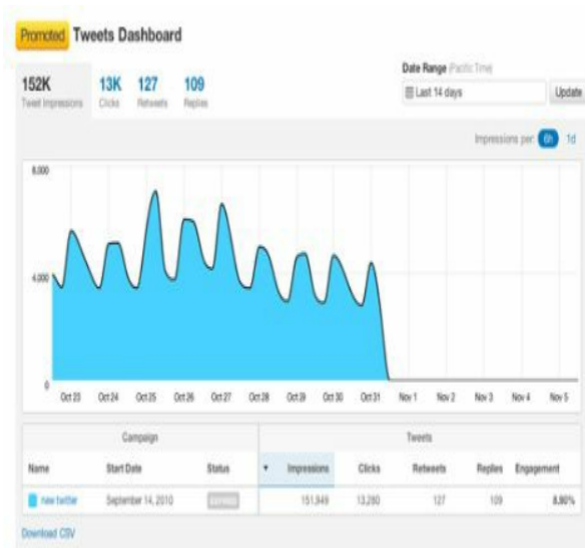 Promoted Tweets Dashboard
152K 13K 127 109
Tweet Impressions Clicks Retweets Replies
Date Range (Pacific Time)
Last 14 days Update
Impressions per: 6h 1d
8,000
4,000
0
Oct 23 Oct 24 Oct 25 Oct 26 Oct 27 Oct 28 Oct 29 Oct 30 Oct 31 Nov 1 Nov 2 Nov 3 Nov 4 Nov 5
Campaign Tweets
Name Start Date Status Impressions Clicks Retweets Replies Engagement
new twitter September 14, 2010 151,949 13,280 127 109 8.90%
Download CSV